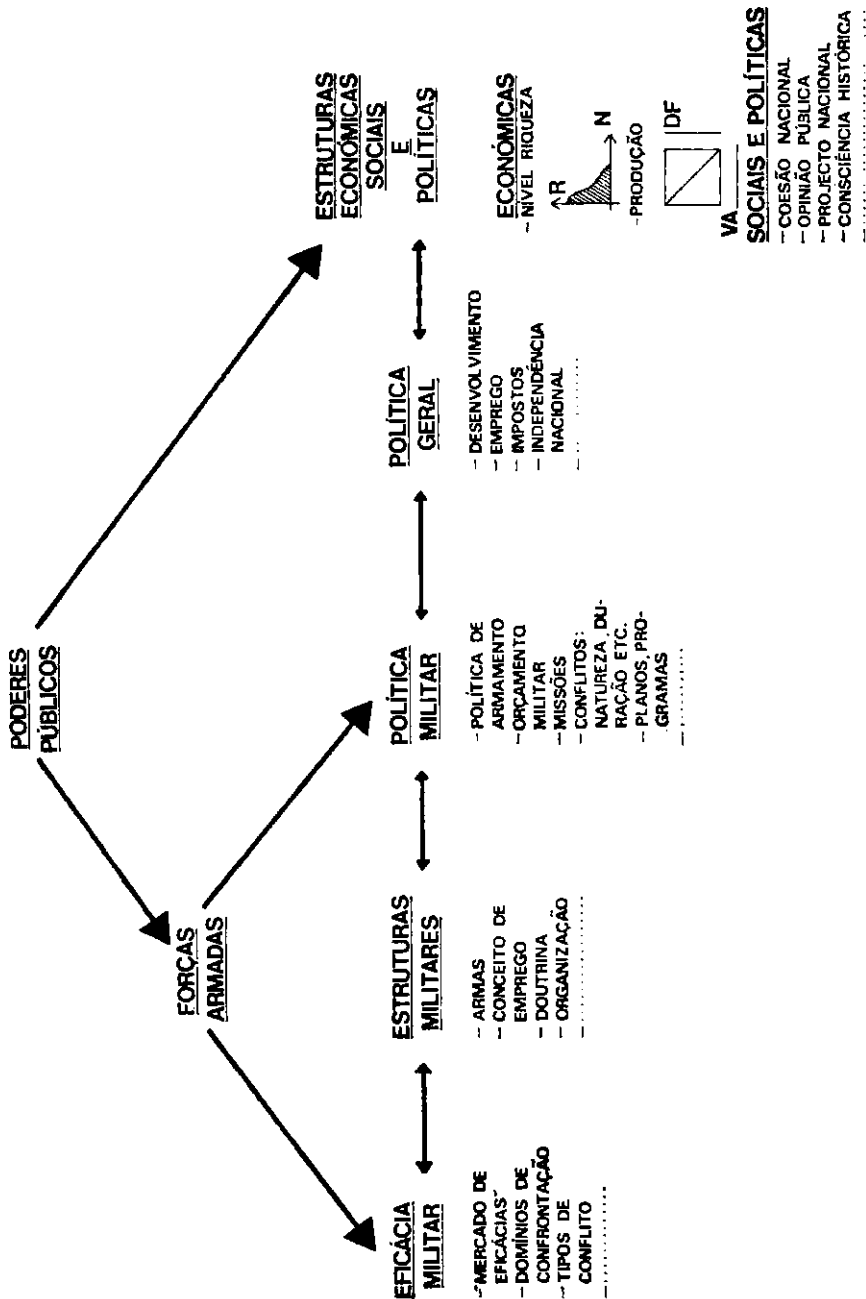 PODERES
PÚBLICOS
FORÇAS
ARMADAS
EFICÁCIA
MILITAR
- "MERCADO DE
EFICÁCIAS"
- DOMÍNIOS DE
CONFRONTAÇÃO
- TIPOS DE
CONFLITO
- ...........
ESTRUTURAS
MILITARES
- ARMAS
- CONCEITO DE
EMPREGO
- DOUTRINA
- ORGANIZAÇÃO
- ...........
POLÍTICA
MILITAR
- POLÍTICA DE
ARMAMENTO
- ORÇAMENTO
MILITAR
- MISSÕES
- CONFLITOS:
NATUREZA, DU-
RAÇÃO ETC.
- PLANOS, PRO-
GRAMAS
- ...........
POLÍTICA
GERAL
- DESENVOLVIMENTO
- EMPREGO
- IMPOSTOS
- INDEPENDÊNCIA
NACIONAL
- ...........
ESTRUTURAS
ECONÓMICAS
SOCIAIS
E
POLÍTICAS
ECONÓMICAS
- NÍVEL RIQUEZA
R
N
- PRODUÇÃO
DF
VA
SOCIAIS E POLÍTICAS
- COESÃO NACIONAL
- OPINIÃO PÚBLICA
- PROJECTO NACIONAL
- CONSCIÊNCIA HISTÓRICA
- ...........